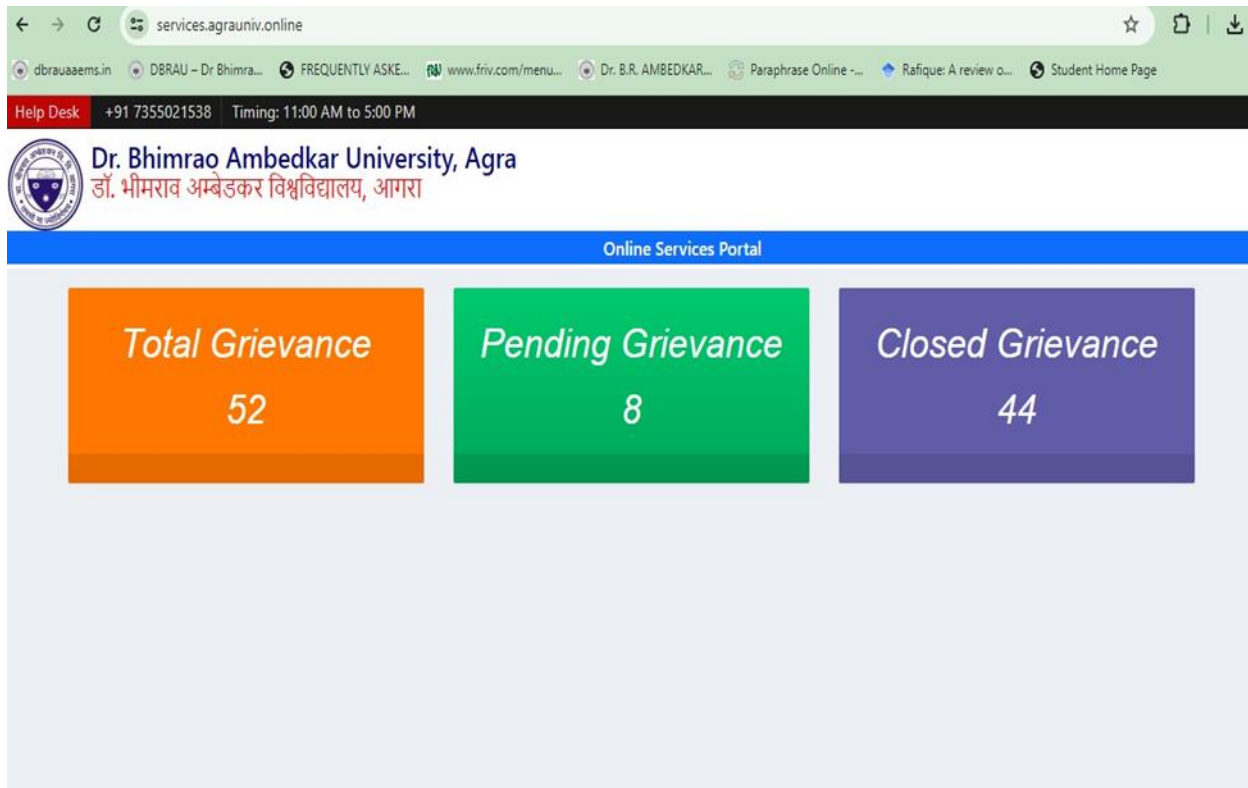 services.agrauniv.online
dbrauaaems.in DBRAU – Dr Bhimra... FREQUENTLY ASKE... www.friv.com/menu... Dr. B.R. AMBEDKAR... Paraphrase Online -... Rafique: A review o... Student Home Page
Help Desk +91 7355021538 Timing: 11:00 AM to 5:00 PM
Dr. Bhimrao Ambedkar University, Agra
डॉ. भीमराव अम्बेडकर विश्वविद्यालय, आगरा
Online Services Portal
Total Grievance
52
Pending Grievance
8
Closed Grievance
44